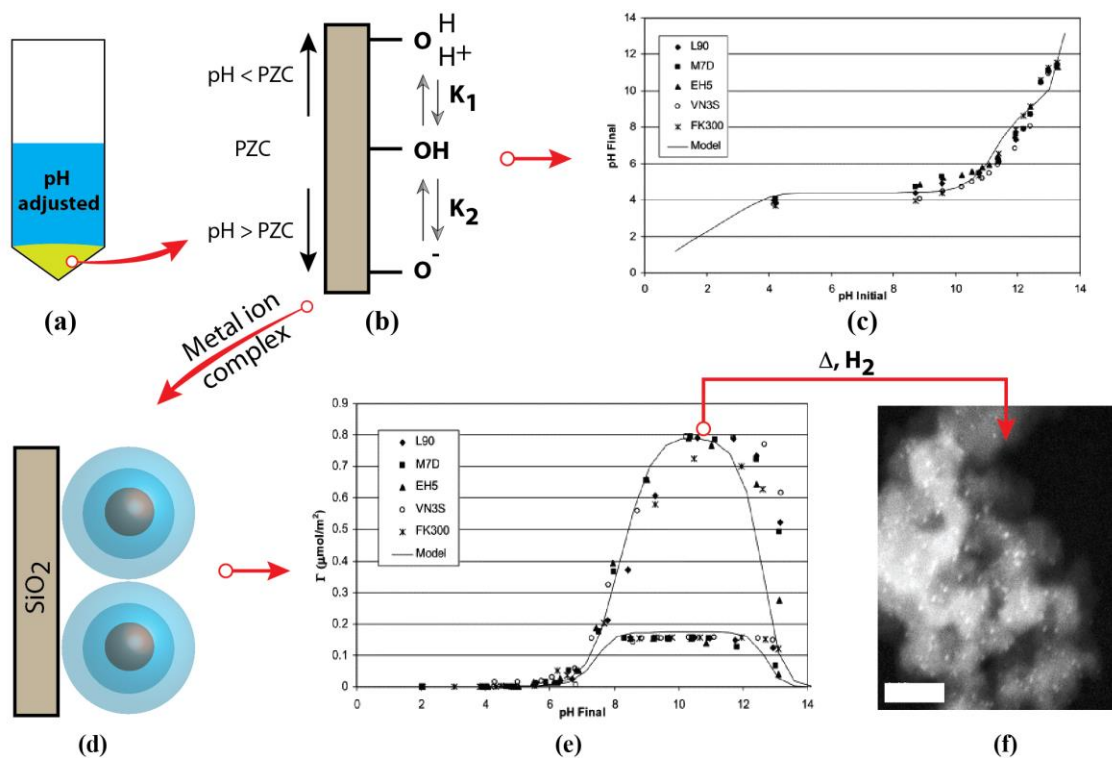 pH
adjusted
(a)
pH < PZC
PZC
pH > PZC
O H
H+
K1
OH
K2
O-
(b)
14
12
10
8
6
4
2
0
pH Final
L90
M7D
EH5
VN3S
FK300
Model
0 2 4 6 8 10 12 14
pH Initial
(c)
Metal ion
complex
SiO2
(d)
0.9
0.8
0.7
0.6
0.5
0.4
0.3
0.2
0.1
0
Γ (μmol/m²)
L90
M7D
EH5
VN3S
FK300
Model
0 2 4 6 8 10 12 14
pH Final
(e)
Δ, H2
(f)